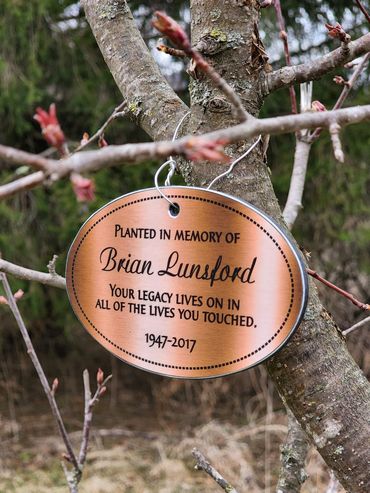 PLANTED IN MEMORY OF
Brian Lunsford
YOUR LEGACY LIVES ON IN
ALL OF THE LIVES YOU TOUCHED.
1947-2017